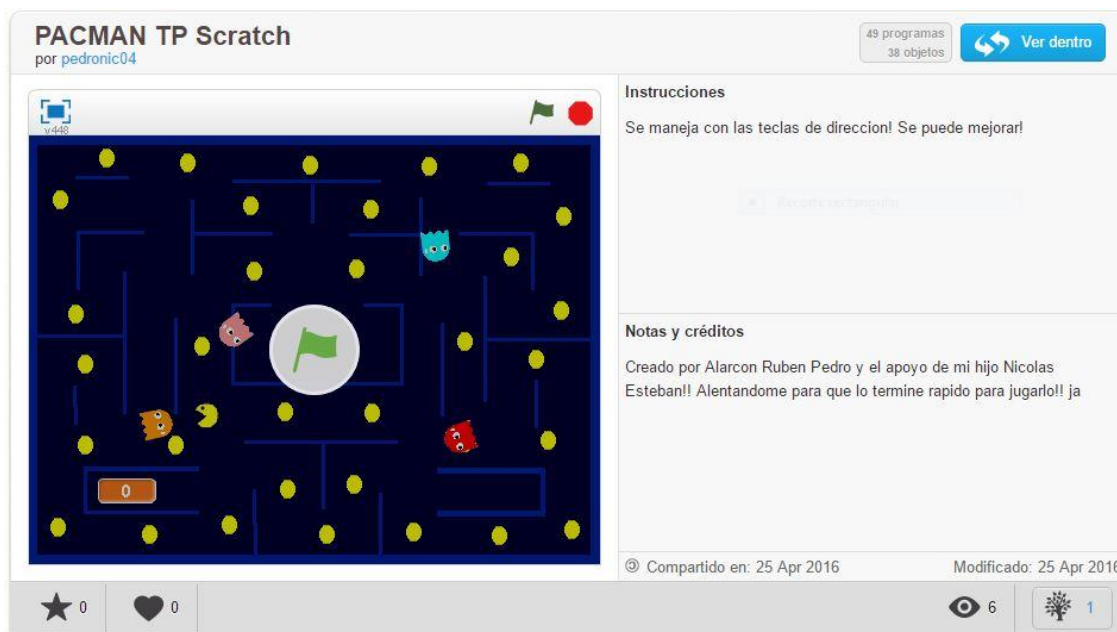 PACMAN TP Scratch
por pedronic04
49 programas
38 objetos
Ver dentro
v448
0
Instrucciones
Se maneja con las teclas de direccion! Se puede mejorar!
Recorte rectangular
Notas y créditos
Creado por Alarcon Ruben Pedro y el apoyo de mi hijo Nicolas
Esteban!! Alentandome para que lo termine rapido para jugarlo!! ja
Compartido en: 25 Apr 2016
Modificado: 25 Apr 2016
0
0
6
1